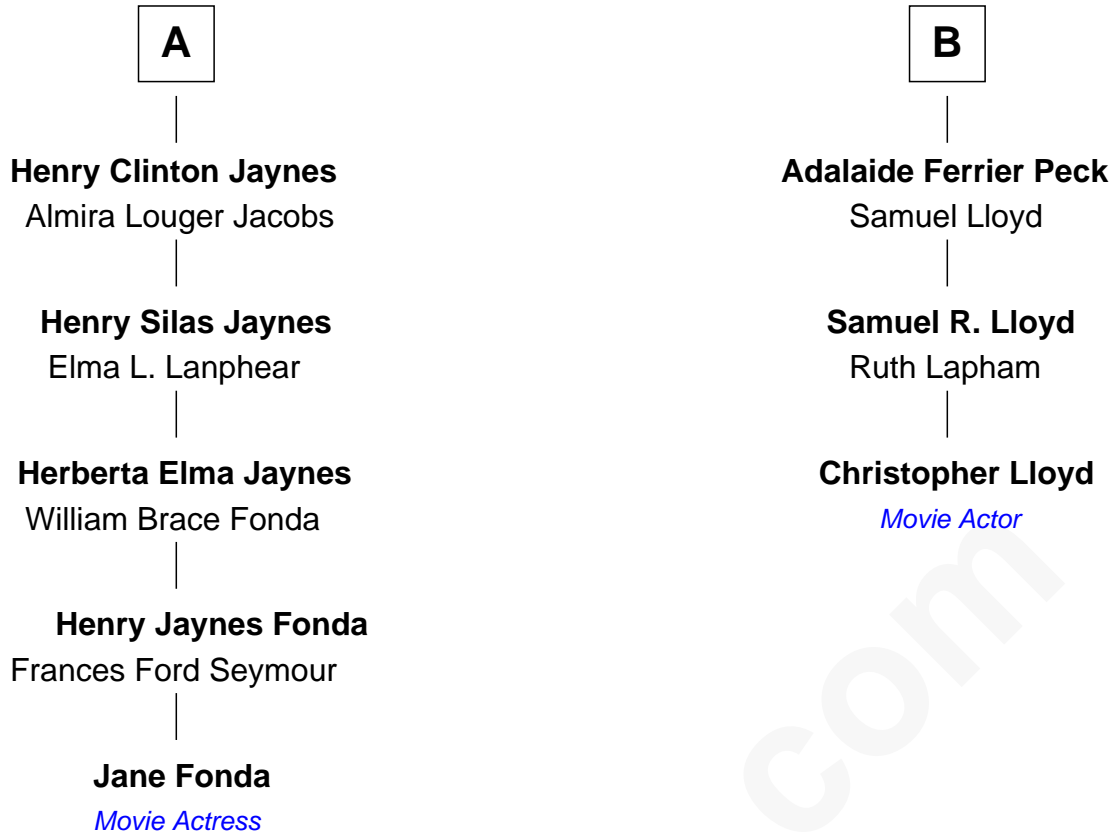 A
Henry Clinton Jaynes
Almira Louger Jacobs
Henry Silas Jaynes
Elma L. Lanphear
Herberta Elma Jaynes
William Brace Fonda
Henry Jaynes Fonda
Frances Ford Seymour
Jane Fonda
Movie Actress
B
Adalaide Ferrier Peck
Samuel Lloyd
Samuel R. Lloyd
Ruth Lapham
Christopher Lloyd
Movie Actor
com